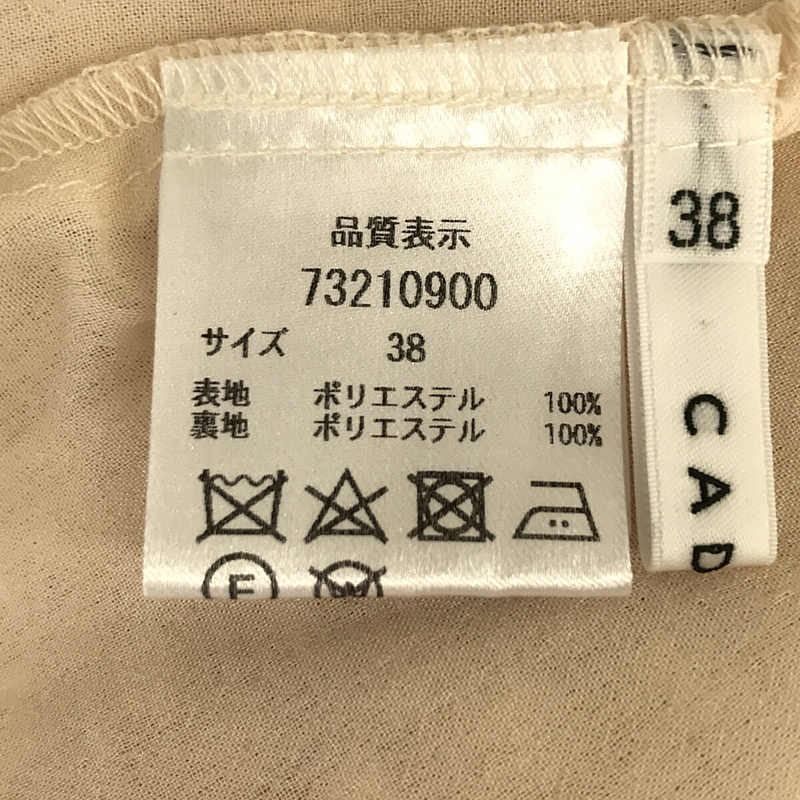 品質表示
73210900
サイズ 38
表地 ポリエステル 100%
裏地 ポリエステル 100%
F
W
38
CAD